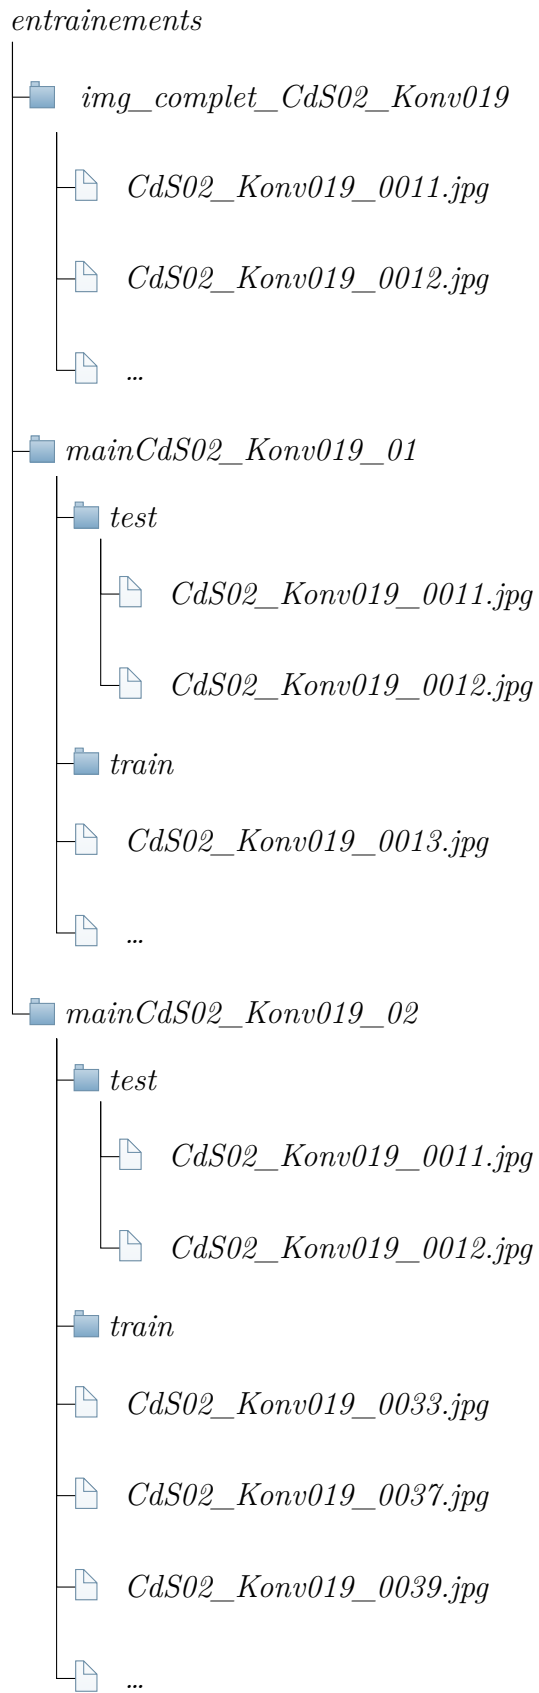 entrainements
img_complet_CdS02_Konv019
CdS02_Konv019_0011.jpg
CdS02_Konv019_0012.jpg
...
mainCdS02_Konv019_01
test
CdS02_Konv019_0011.jpg
CdS02_Konv019_0012.jpg
train
CdS02_Konv019_0013.jpg
...
mainCdS02_Konv019_02
test
CdS02_Konv019_0011.jpg
CdS02_Konv019_0012.jpg
train
CdS02_Konv019_0033.jpg
CdS02_Konv019_0037.jpg
CdS02_Konv019_0039.jpg
...